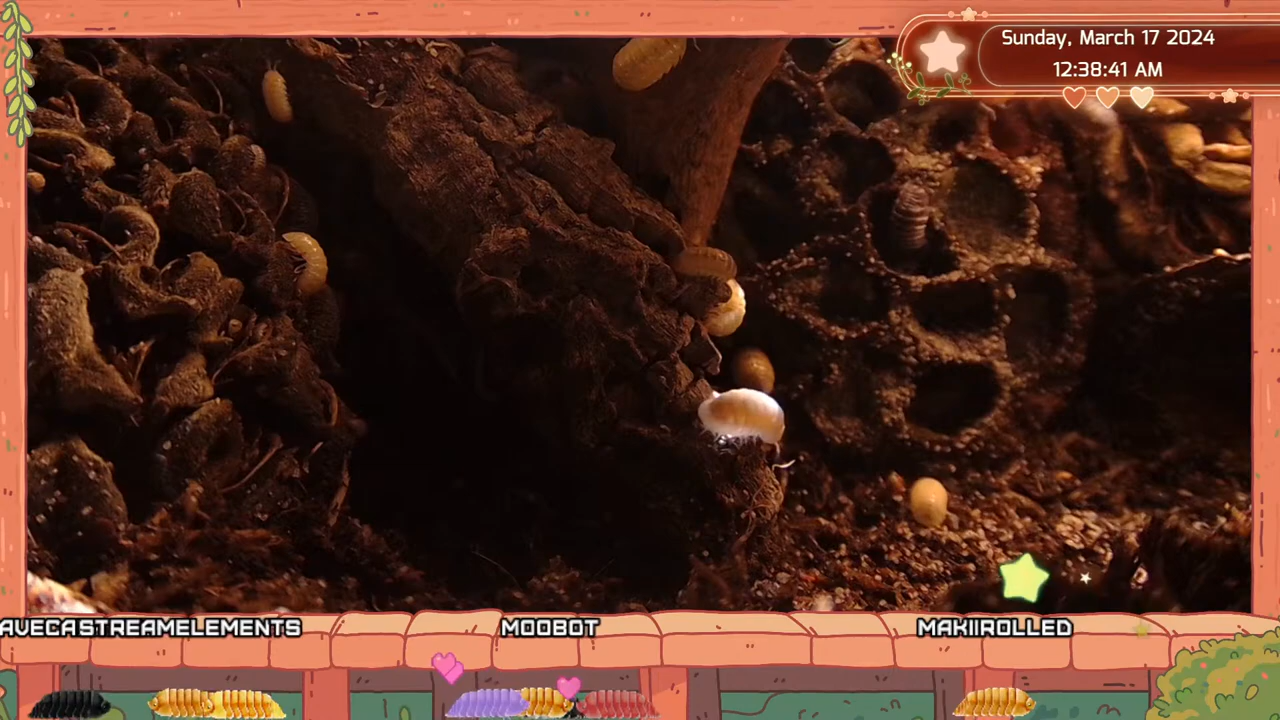 Sunday, March 17 2024
12:38:41 AM
AVECASTREAMELEMENTS
MOOBOT
MAKIIROLLED